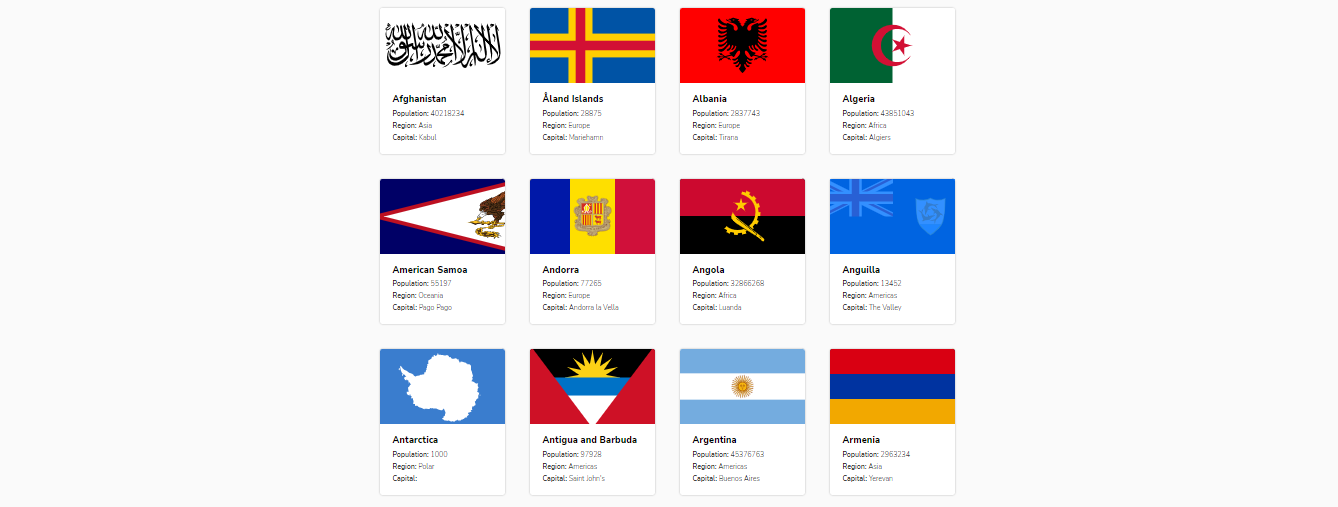 لا إله إلا الله محمد رسول الله
Afghanistan
Population: 40218234
Region: Asia
Capital: Kabul
Åland Islands
Population: 28875
Region: Europe
Capital: Mariehamn
Albania
Population: 2837743
Region: Europe
Capital: Tirana
Algeria
Population: 43851043
Region: Africa
Capital: Algiers
American Samoa
Population: 55197
Region: Oceania
Capital: Pago Pago
Andorra
Population: 77265
Region: Europe
Capital: Andorra la Vella
Angola
Population: 32866268
Region: Africa
Capital: Luanda
Anguilla
Population: 13452
Region: Americas
Capital: The Valley
Antarctica
Population: 1000
Region: Polar
Capital:
Antigua and Barbuda
Population: 97928
Region: Americas
Capital: Saint John's
Argentina
Population: 45376763
Region: Americas
Capital: Buenos Aires
Armenia
Population: 2963234
Region: Asia
Capital: Yerevan